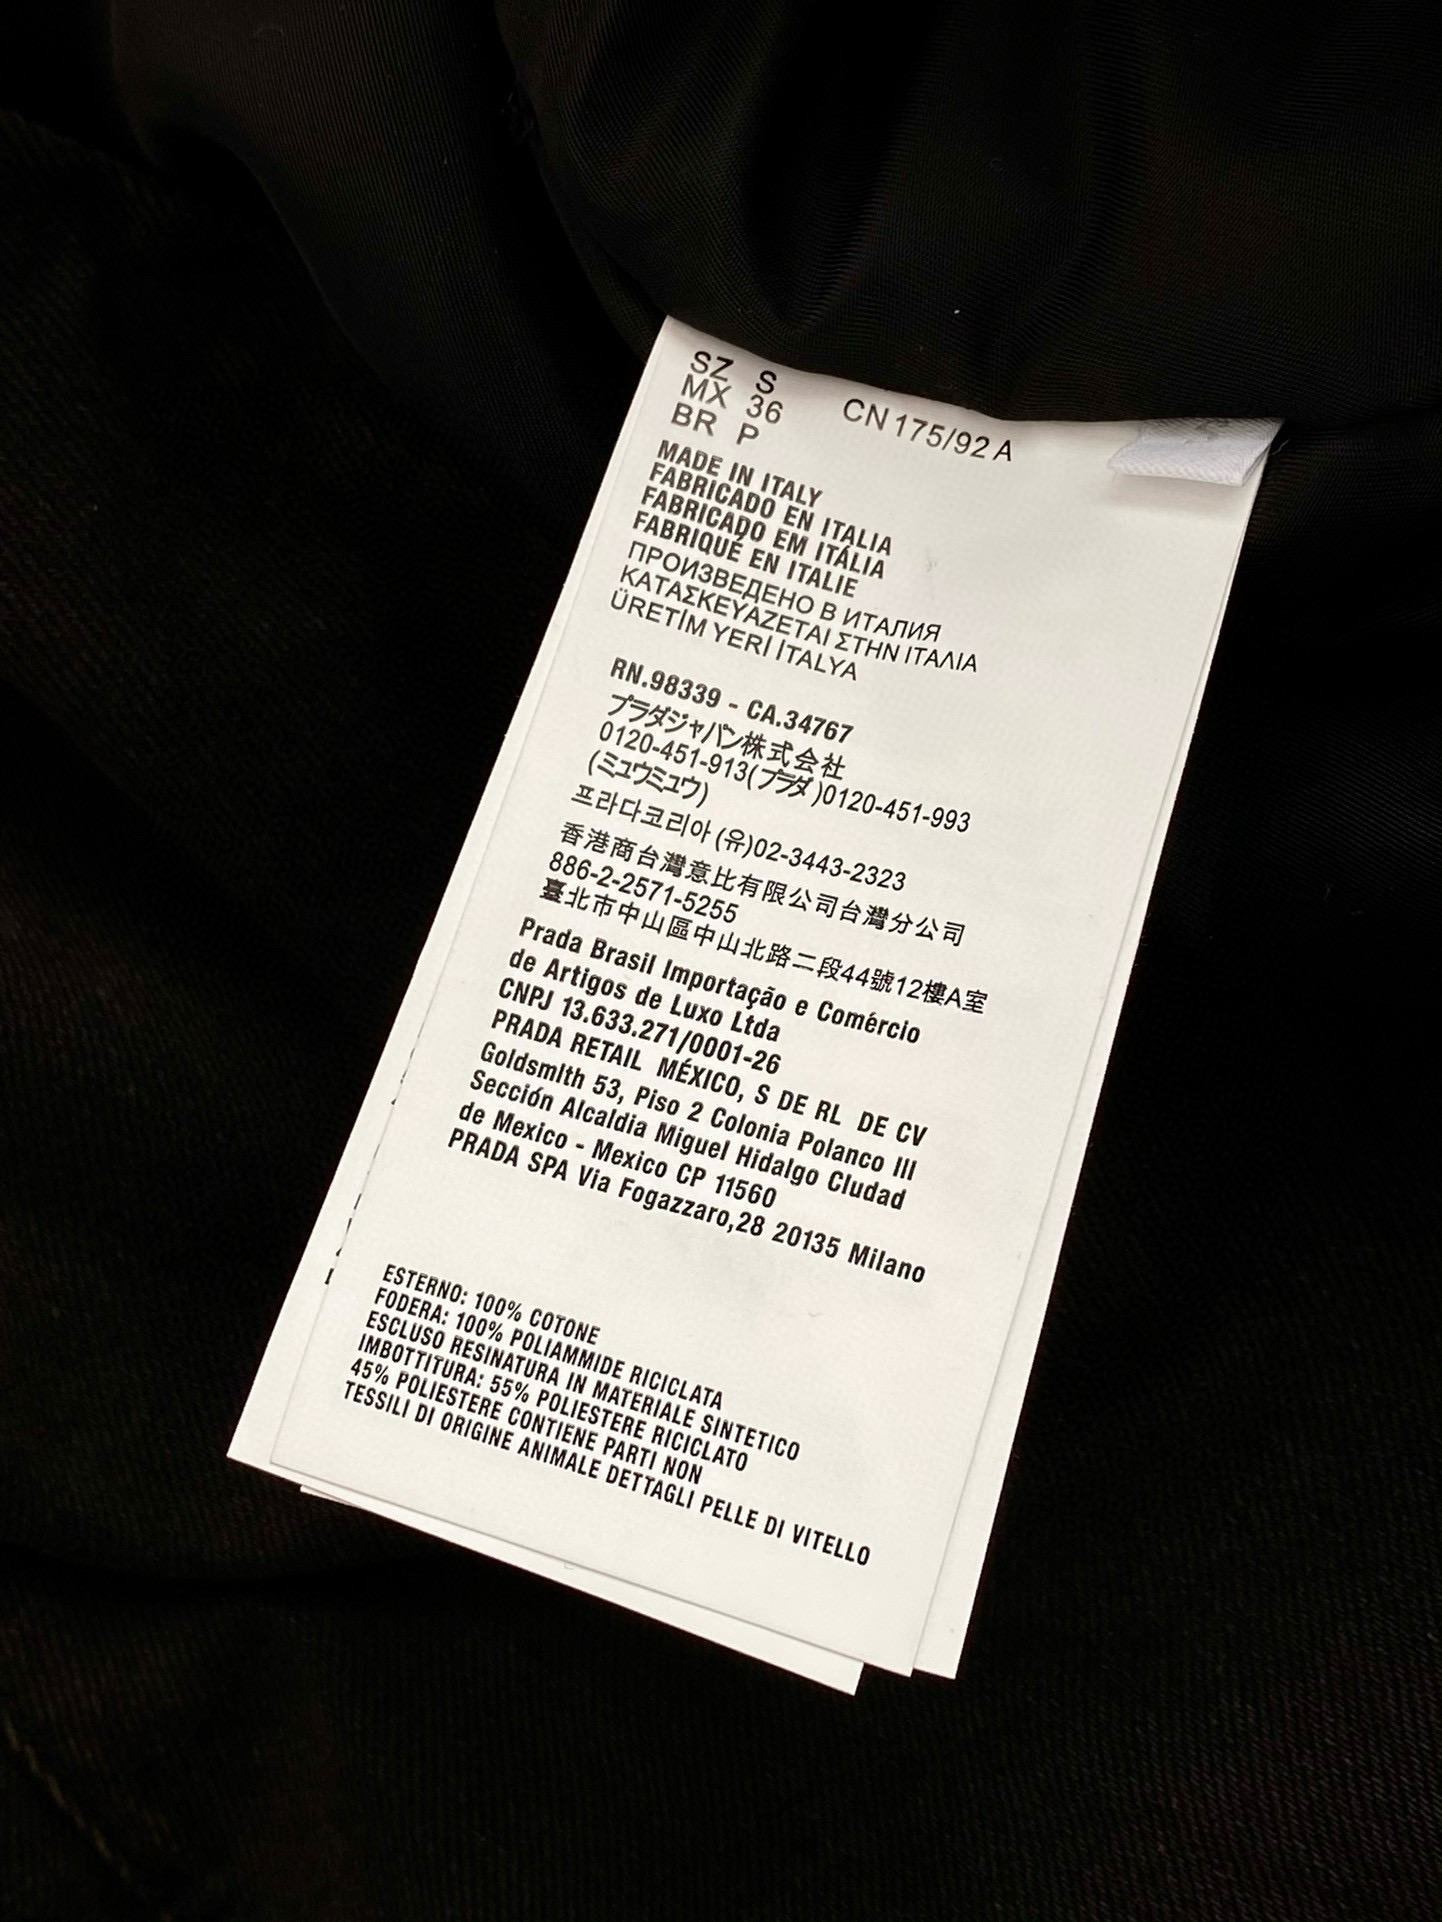 SZ S
MX 36 CN 175/92 A
BR P
MADE IN ITALY
FABRICADO EN ITALIA
FABRICADO EM ITÁLIA
FABRIQUÉ EN ITALIE
ПРОИЗВЕДЕНО В ИТАЛИЯ
ΚΑΤΑΣΚΕΥΑΖΕΤΑΙ ΣΤΗΝ ΙΤΑΛΙΑ
ÜRETİM YERİ İTALYA
RN.98339 - CA.34767
プラダジャパン株式会社
0120-451-913(プラダ)0120-451-993
(ミュウミュウ)
프라다코리아 (유)02-3443-2323
香港商台灣意比有限公司台灣分公司
886-2-2571-5255
臺北市中山區中山北路二段44號12樓A室
Prada Brasil Importação e Comércio
de Artigos de Luxo Ltda
CNPJ 13.633.271/0001-26
PRADA RETAIL MÉXICO, S DE RL DE CV
Goldsmith 53, Piso 2 Colonia Polanco III
Sección Alcaldia Miguel Hidalgo Ciudad
de Mexico - Mexico CP 11560
PRADA SPA Via Fogazzaro,28 20135 Milano
ESTERNO: 100% COTONE
FODERA: 100% POLIAMMIDE RICICLATA
ESCLUSO RESINATURA IN MATERIALE SINTETICO
IMBOTTITURA: 55% POLIESTERE RICICLATO
45% POLIESTERE CONTIENE PARTI NON
TESSILI DI ORIGINE ANIMALE DETTAGLI PELLE DI VITELLO